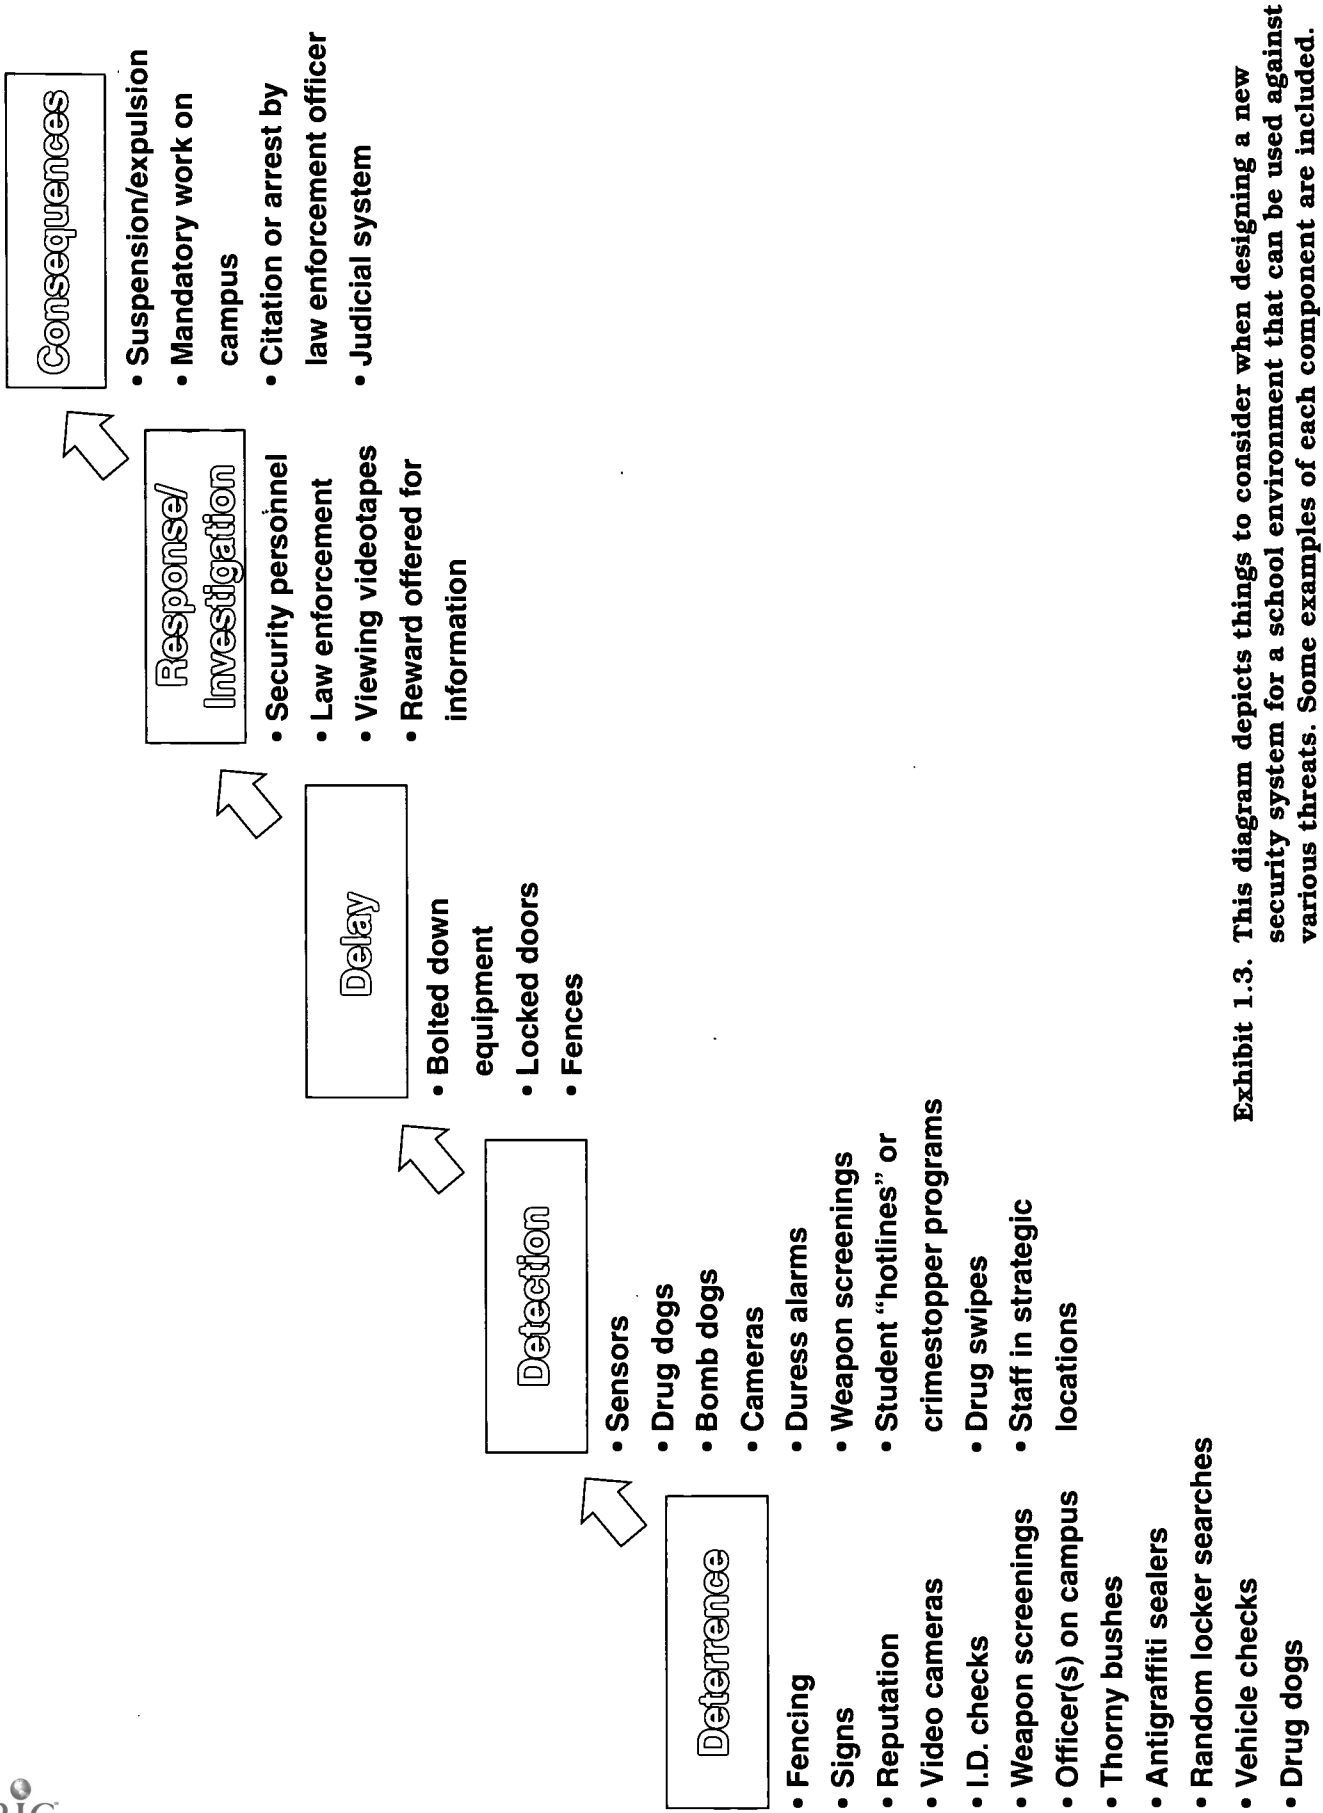 Deterrence
• Fencing
• Signs
• Reputation
• Video cameras
• I.D. checks
• Weapon screenings
• Officer(s) on campus
• Thorny bushes
• Antigraffiti sealers
• Random locker searches
• Vehicle checks
• Drug dogs
Detection
• Sensors
• Drug dogs
• Bomb dogs
• Cameras
• Duress alarms
• Weapon screenings
• Student “hotlines” or
crimestopper programs
• Drug swipes
• Staff in strategic
locations
Delay
• Bolted down
equipment
• Locked doors
• Fences
Response/
Investigation
• Security personnel
• Law enforcement
• Viewing videotapes
• Reward offered for
information
Consequences
• Suspension/expulsion
• Mandatory work on
campus
• Citation or arrest by
law enforcement officer
• Judicial system
Exhibit 1.3. This diagram depicts things to consider when designing a new
security system for a school environment that can be used against
various threats. Some examples of each component are included.